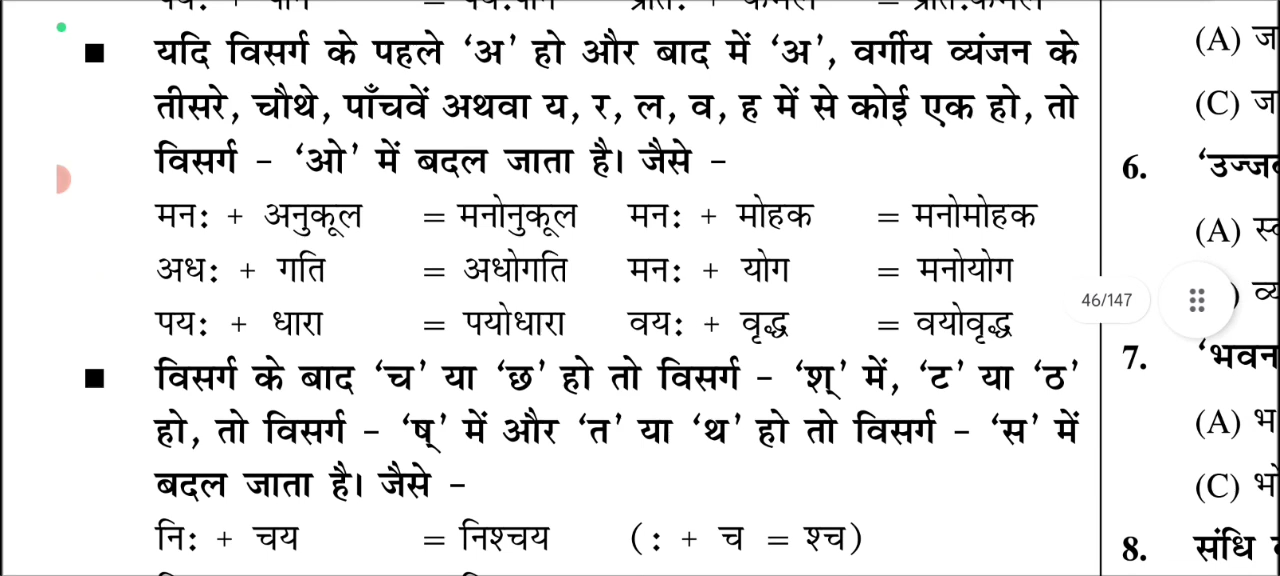 ■ यदि विसर्ग के पहले ‘अ’ हो और बाद में ‘अ’, वर्गीय व्यंजन के
तीसरे, चौथे, पाँचवें अथवा य, र, ल, व, ह में से कोई एक हो, तो
विसर्ग – ‘ओ’ में बदल जाता है। जैसे –
मन: + अनुकूल = मनोनुकूल मन: + मोहक = मनोमोहक
अध: + गति = अधोगति मन: + योग = मनोयोग
पय: + धारा = पयोधारा वय: + वृद्ध = वयोवृद्ध
■ विसर्ग के बाद ‘च’ या ‘छ’ हो तो विसर्ग – ‘श्’ में, ‘ट’ या ‘ठ’
हो, तो विसर्ग – ‘ष्’ में और ‘त’ या ‘थ’ हो तो विसर्ग – ‘स’ में
बदल जाता है। जैसे –
नि: + चय = निश्चय (: + च = श्च)
(A) ज
(C) ज
6.
(A)
46/147
7. ‘भवन
(A) भ
(C) भो
8. संधि